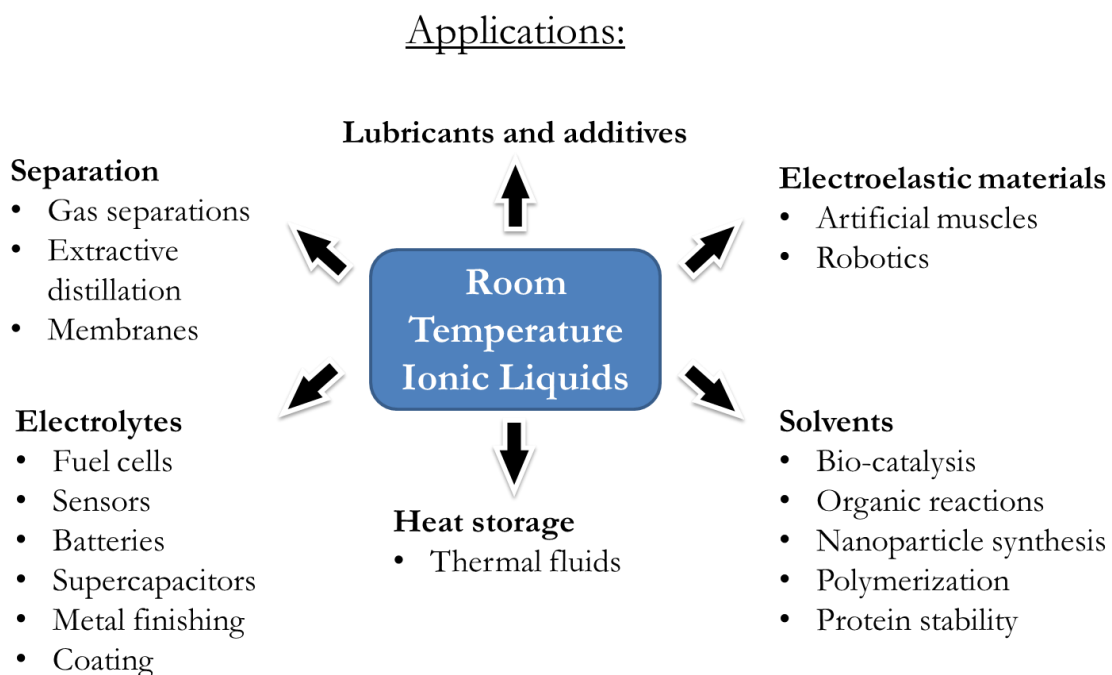 Applications:
Lubricants and additives
Separation
• Gas separations
• Extractive
distillation
• Membranes
Electroelastic materials
• Artificial muscles
• Robotics
Room
Temperature
Ionic Liquids
Electrolytes
• Fuel cells
• Sensors
• Batteries
• Supercapacitors
• Metal finishing
• Coating
Heat storage
• Thermal fluids
Solvents
• Bio-catalysis
• Organic reactions
• Nanoparticle synthesis
• Polymerization
• Protein stability